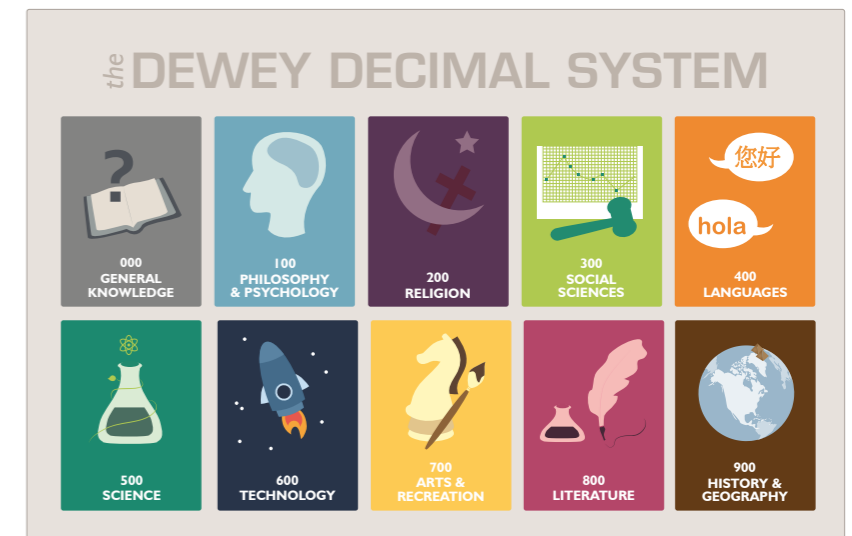 the DEWEY DECIMAL SYSTEM
?
000
GENERAL
KNOWLEDGE
100
PHILOSOPHY
& PSYCHOLOGY
200
RELIGION
300
SOCIAL
SCIENCES
您好
hola
400
LANGUAGES
500
SCIENCE
600
TECHNOLOGY
700
ARTS &
RECREATION
800
LITERATURE
900
HISTORY &
GEOGRAPHY